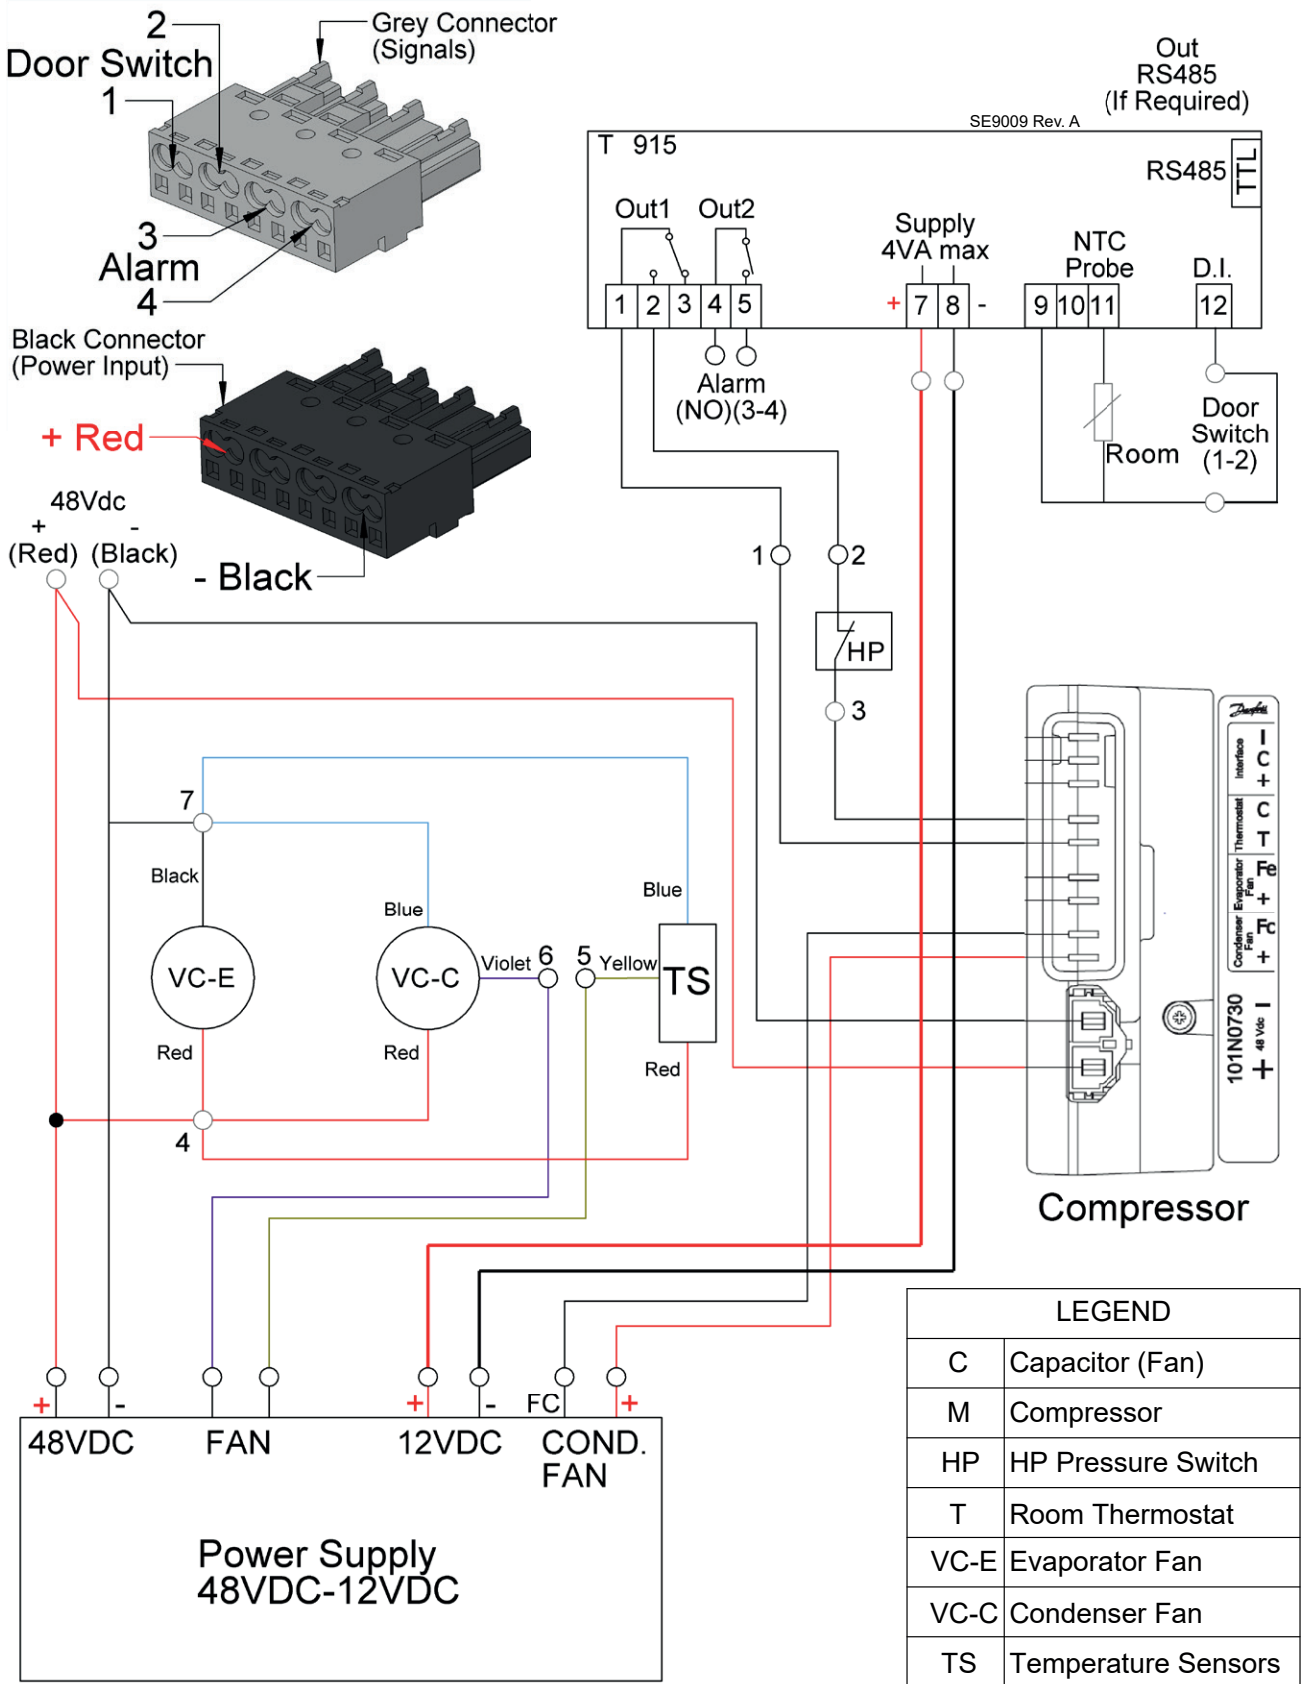 2
Door Switch
1
Grey Connector
(Signals)
3
Alarm
4
Black Connector
(Power Input)
+ Red
48Vdc
+ -
(Red) (Black)
- Black
Out
RS485
(If Required)
SE9009 Rev. A
T 915
RS485
TTL
Out1 Out2
Supply
4VA max
NTC
Probe
D.I.
1 2 3 4 5
+ 7 8 -
9 10 11
12
Alarm
(NO)(3-4)
Room
Door
Switch
(1-2)
1 2
HP
3
7
Black
Blue
Blue
VC-E
VC-C
Violet 6
5 Yellow
TS
Red
Red
Red
4
Danfoss
Interface
I
C
+
Thermostat
C
T
Evaporator
Fan
Fe
+
Condenser
Fan
Fc
+
101N0730
48 Vdc
I
+
Compressor
+ -
48VDC
FAN
+ -
12VDC
FC +
COND.
FAN
Power Supply
48VDC-12VDC
LEGEND
C Capacitor (Fan)
M Compressor
HP HP Pressure Switch
T Room Thermostat
VC-E Evaporator Fan
VC-C Condenser Fan
TS Temperature Sensors